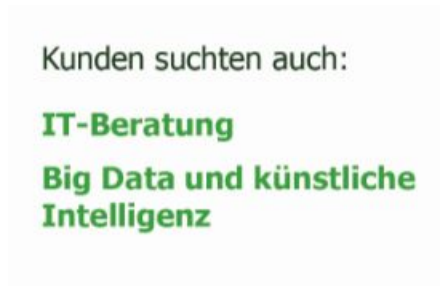 Kunden suchten auch:
IT-Beratung
Big Data und künstliche
Intelligenz